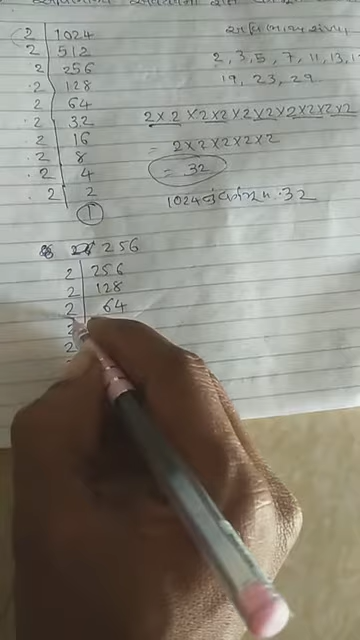 2 | 1024
2 | 512
2 | 256
2 | 128
2 | 64
2 | 32
2 | 16
2 | 8
2 | 4
2 | 2
1
2, 3, 5, 7, 11, 13,
19, 23, 29
2×2×2×2×2×2×2×2×2×2
= 2×2×2×2×2
= 32
1024નું વર્ગમૂળ 32
256
2 | 256
2 | 128
2 | 64
2
2